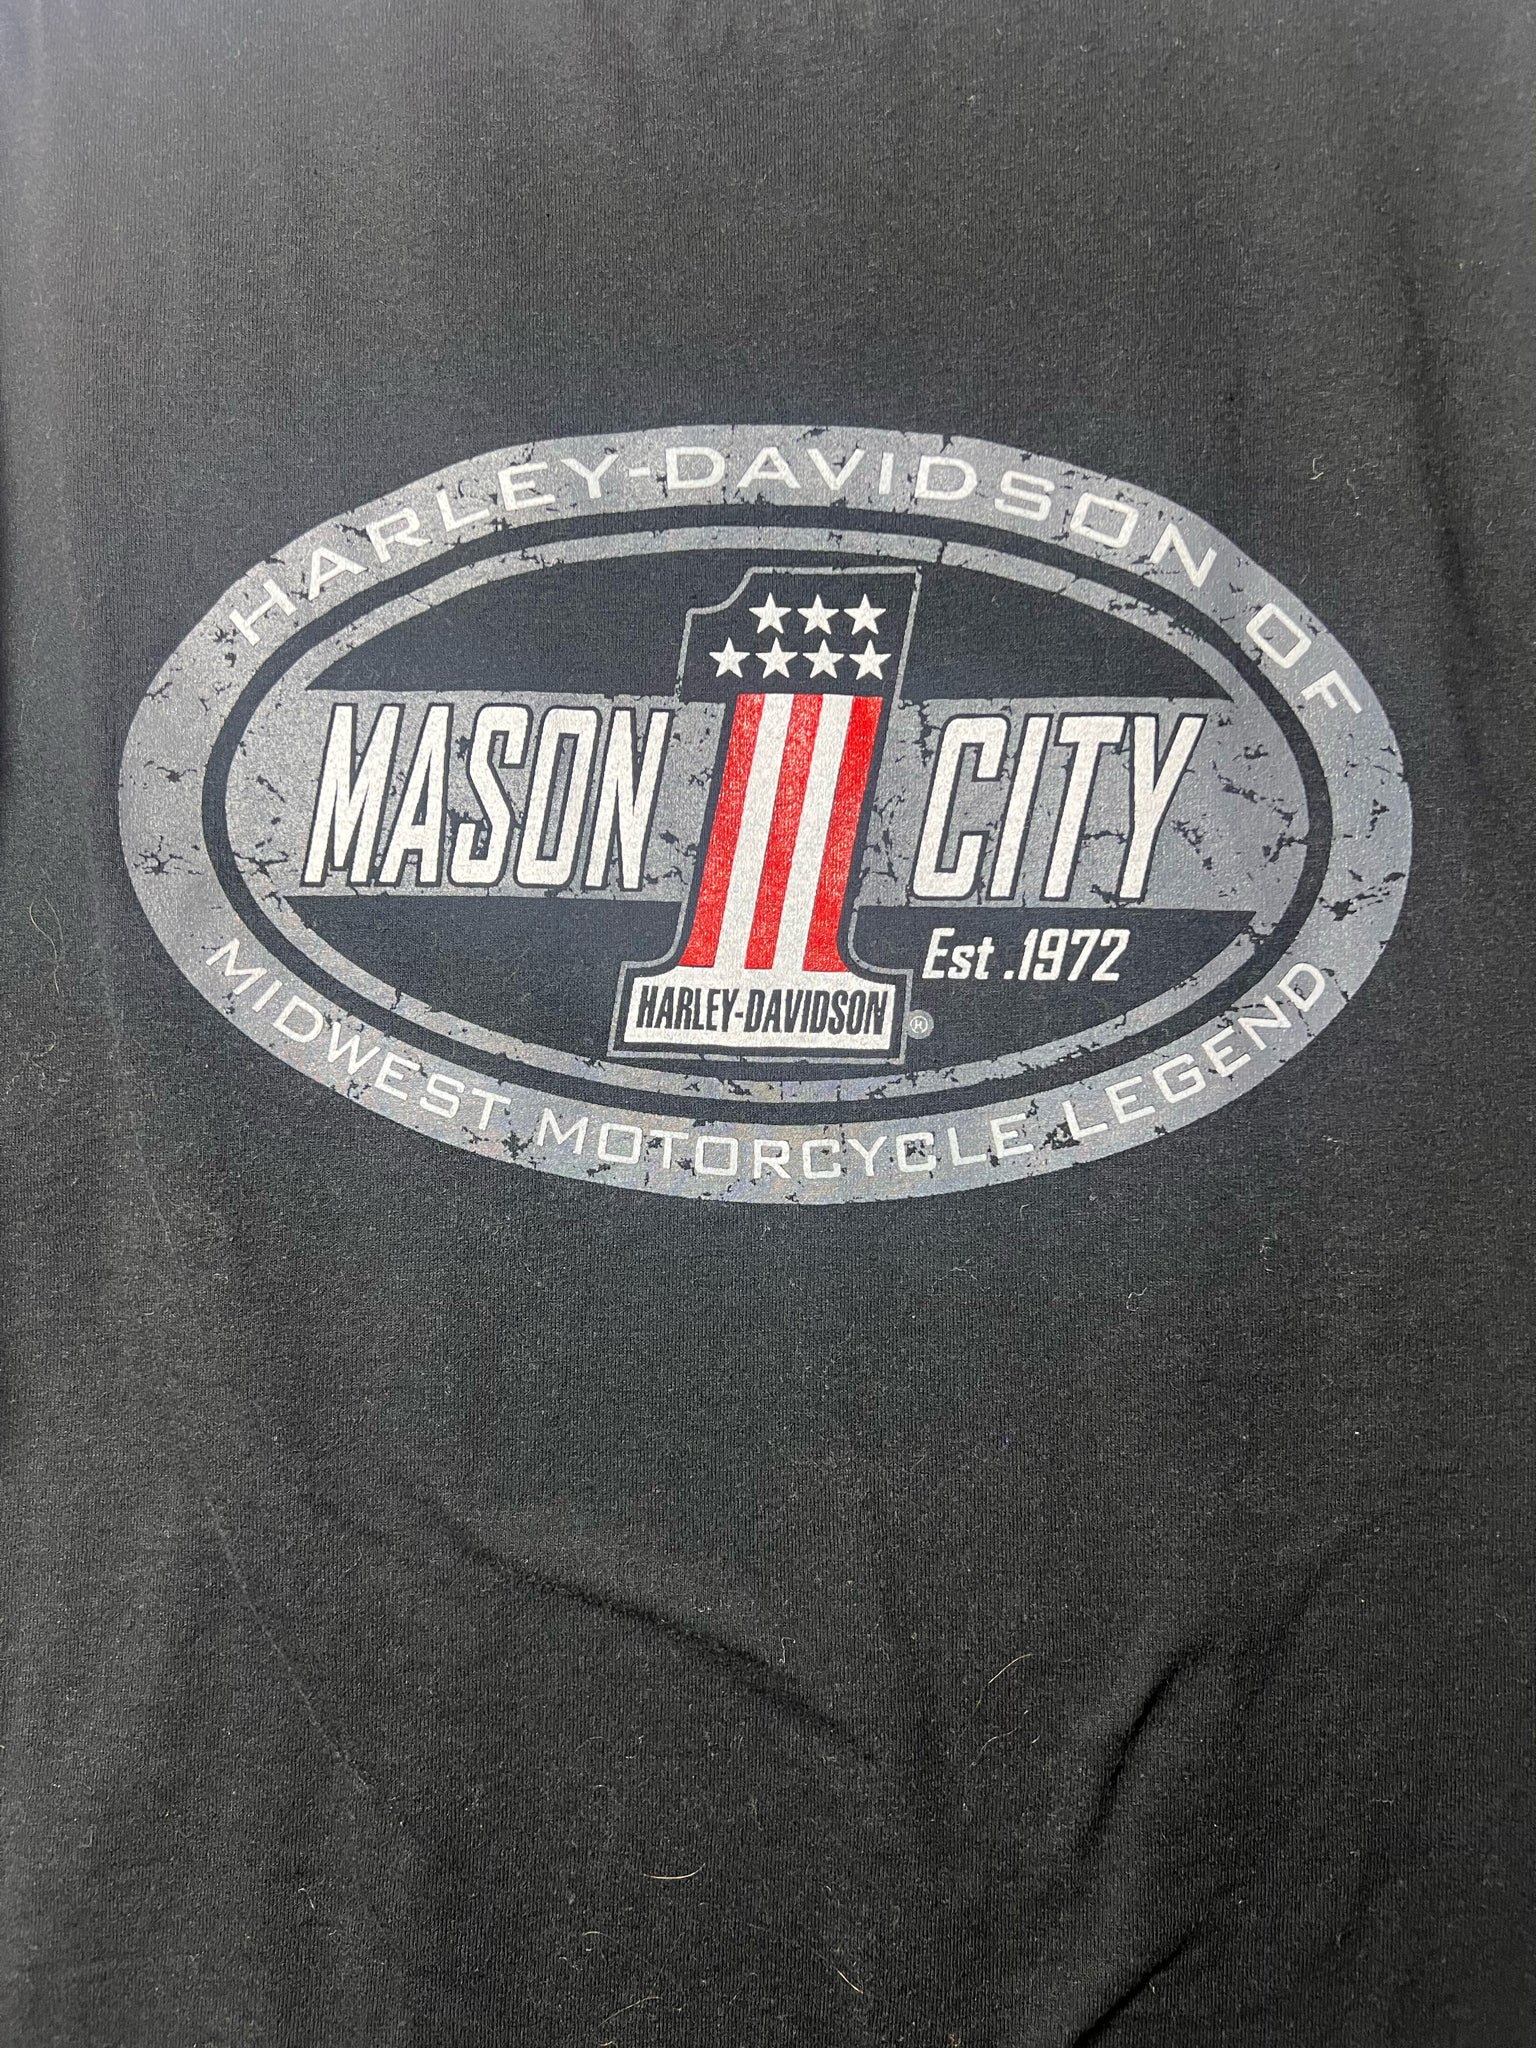 HARLEY-DAVIDSON OF
MASON CITY
Est .1972
HARLEY-DAVIDSON ®
MIDWEST MOTORCYCLE LEGEND